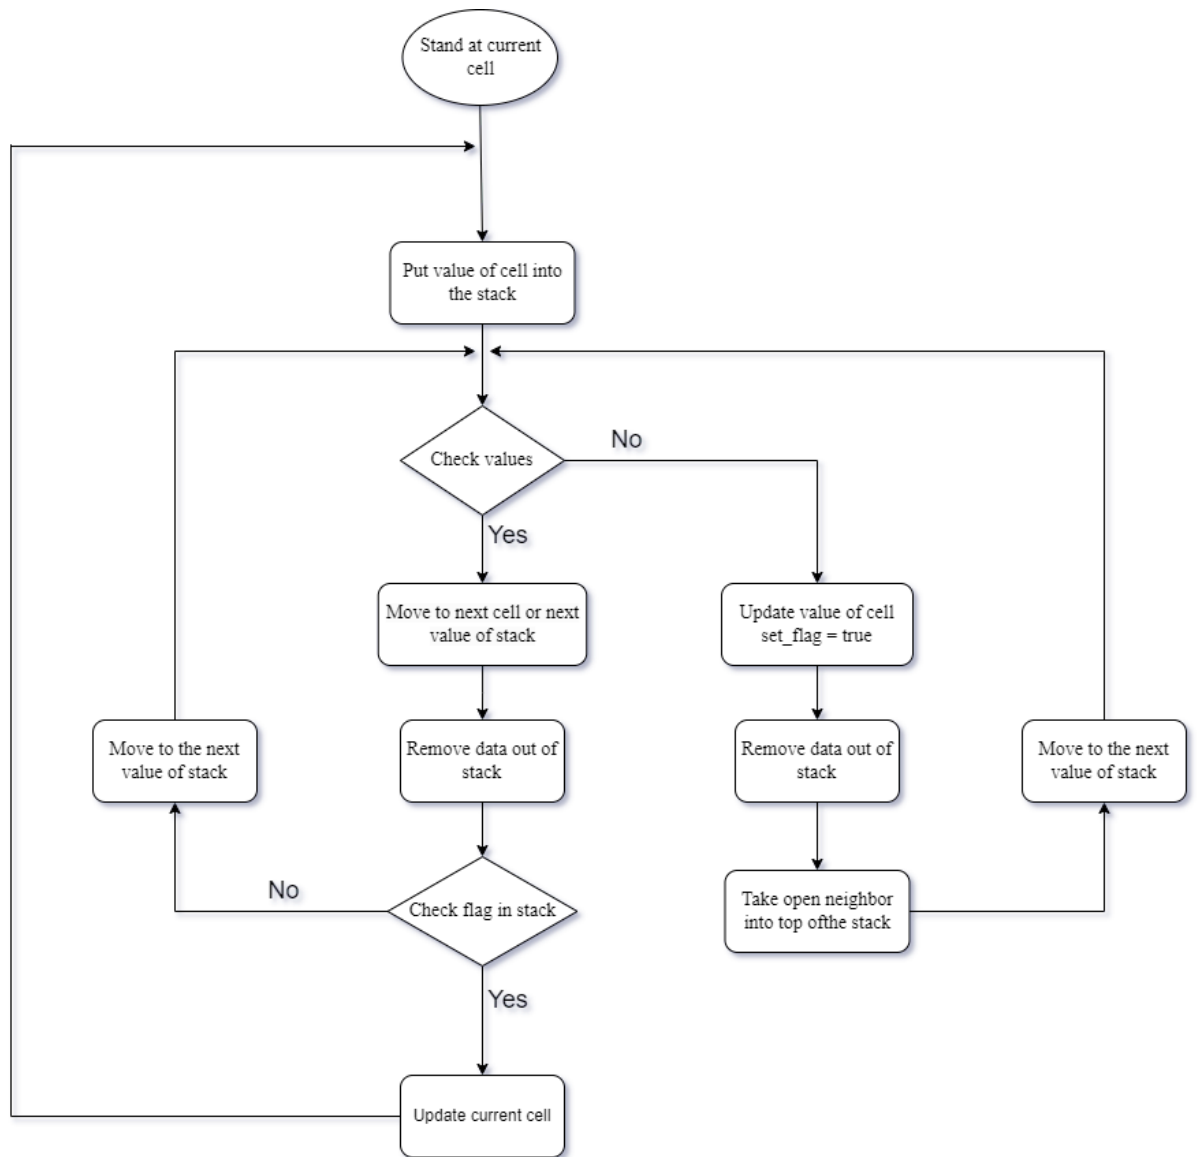 Stand at current
cell
Put value of cell into
the stack
Check values
No
Yes
Move to next cell or next
value of stack
Update value of cell
set_flag = true
Move to the next
value of stack
Remove data out of
stack
Remove data out of
stack
Move to the next
value of stack
No
Check flag in stack
Take open neighbor
into top ofthe stack
Yes
Update current cell